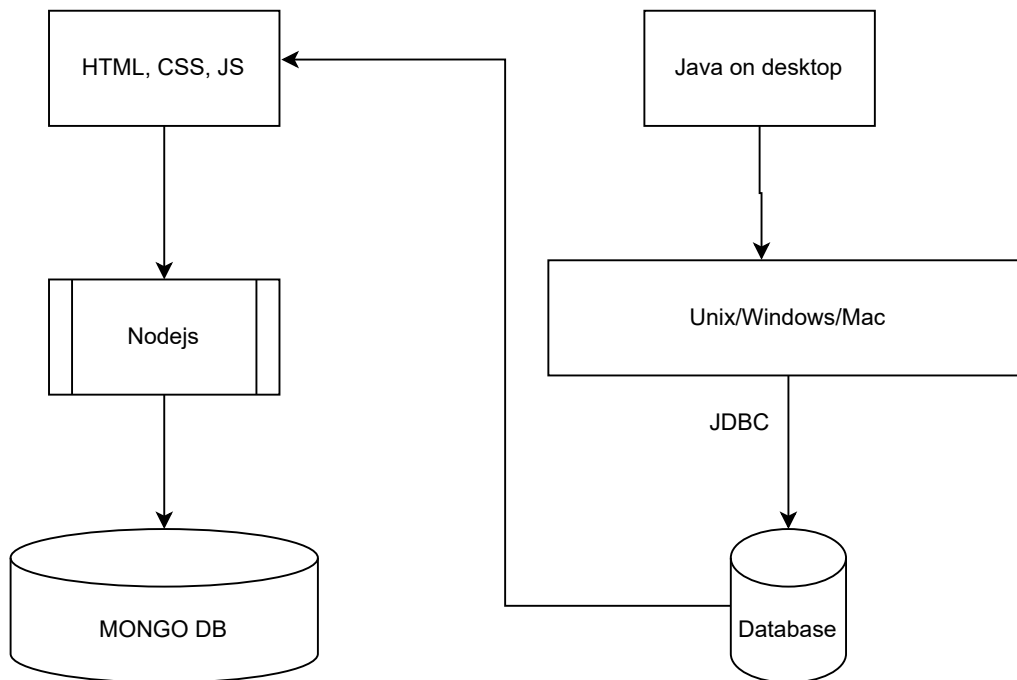 HTML, CSS, JS
Java on desktop
Nodejs
Unix/Windows/Mac
JDBC
MONGO DB
Database